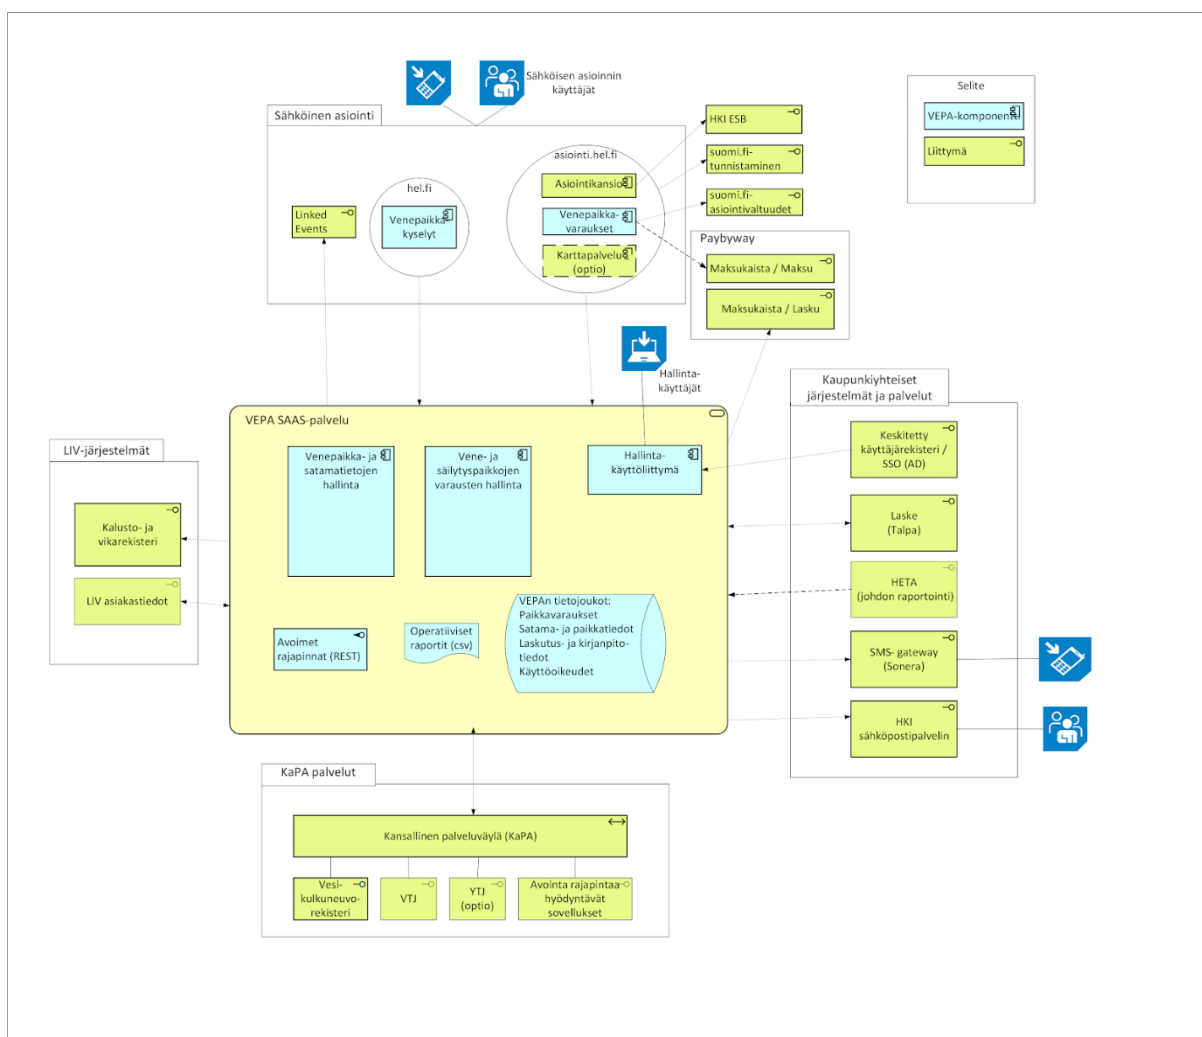 Sähköisen asioinnin
käyttäjät
Selite
VEPA-komponentti
Liittymä
Sähköinen asiointi
HKI ESB
suomi.fi-
tunnistaminen
suomi.fi-
asiointivaltuudet
asiointi.hel.fi
Asiointikansio
Venepaikka-
varaukset
Karttapalvelu
(optio)
hel.fi
Venepaikka
kyselyt
Linked
Events
Paybyway
Maksukaista / Maksu
Maksukaista / Lasku
Hallinta-
käyttäjät
Kaupunkiyhteiset
järjestelmät ja palvelut
Keskitetty
käyttäjärekisteri /
SSO (AD)
Laske
(Talpa)
HETA
(johdon raportointi)
SMS- gateway
(Sonera)
HKI
sähköpostipalvelin
VEPA SAAS-palvelu
Venepaikka- ja
satamatietojen
hallinta
Vene- ja
säilytyspaikkojen
varausten hallinta
Hallinta-
käyttöliittymä
LIV-järjestelmät
Kalusto- ja
vikarekisteri
LIV asiakastiedot
Avoimet
rajapinnat (REST)
Operatiiviset
raportit (csv)
VEPAn tietojoukot:
Paikkavaraukset
Satama- ja paikkatiedot
Laskutus- ja kirjanpito-
tiedot
Käyttöoikeudet
KaPA palvelut
Kansallinen palveluväylä (KaPA)
Vesi-
kulkuneuvo-
rekisteri
VTJ
YTJ
(optio)
Avointa rajapintaa
hyödyntävät
sovellukset